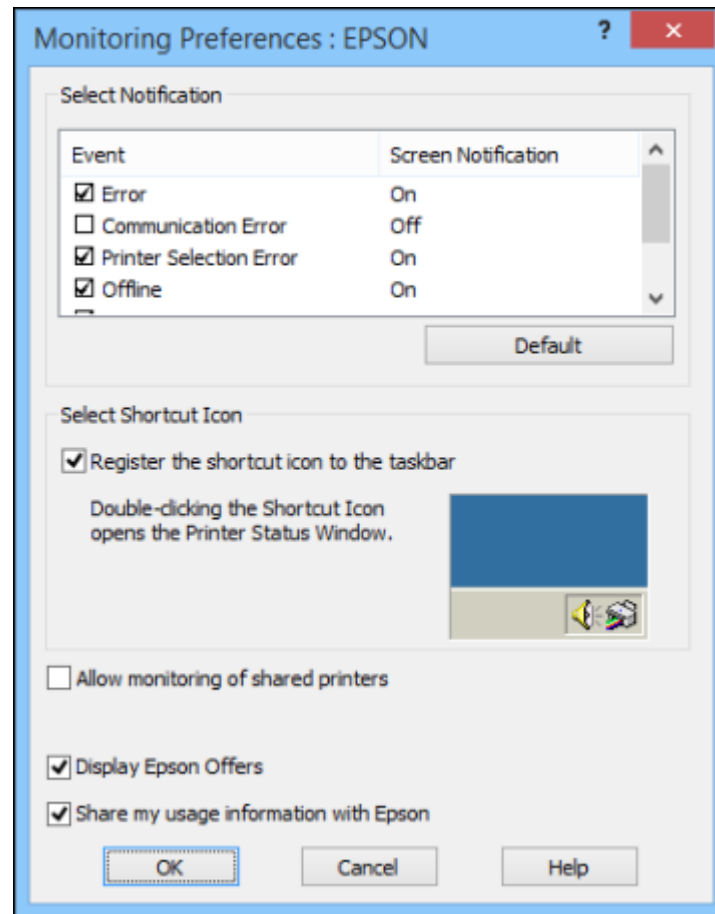 Monitoring Preferences : EPSON
?
Select Notification
Event Screen Notification
Error On
Communication Error Off
Printer Selection Error On
Offline On
Default
Select Shortcut Icon
Register the shortcut icon to the taskbar
Double-clicking the Shortcut Icon
opens the Printer Status Window.
Allow monitoring of shared printers
Display Epson Offers
Share my usage information with Epson
OK Cancel Help